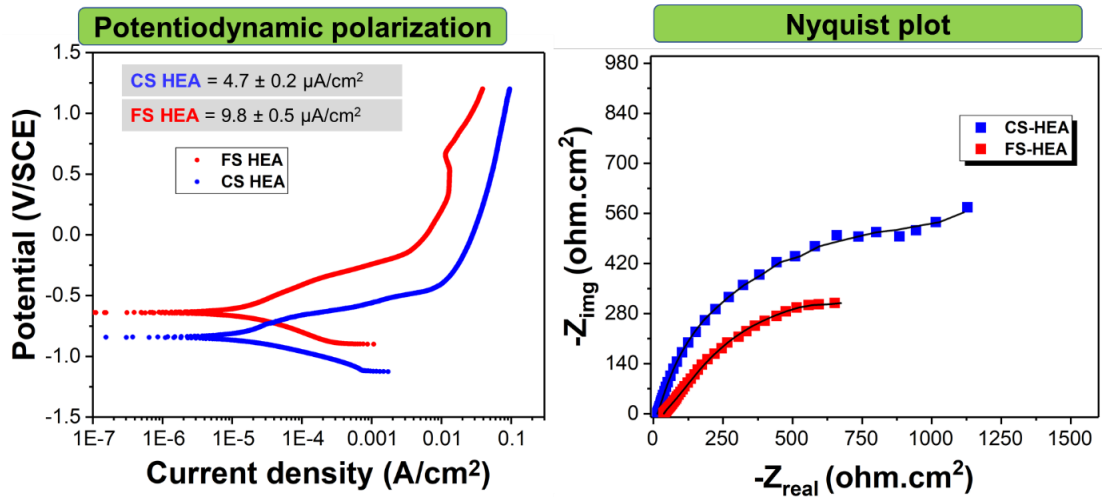 Potentiodynamic polarization
CS HEA = 4.7 ± 0.2 µA/cm²
FS HEA = 9.8 ± 0.5 µA/cm²
FS HEA
CS HEA
Potential (V/SCE)
1.5
1.0
0.5
0.0
-0.5
-1.0
-1.5
1E-7
1E-6
1E-5
1E-4
0.001
0.01
0.1
Current density (A/cm²)
Nyquist plot
CS-HEA
FS-HEA
-Zimg (ohm.cm²)
980
840
700
560
420
280
140
0
0
250
500
750
1000
1250
1500
-Zreal (ohm.cm²)